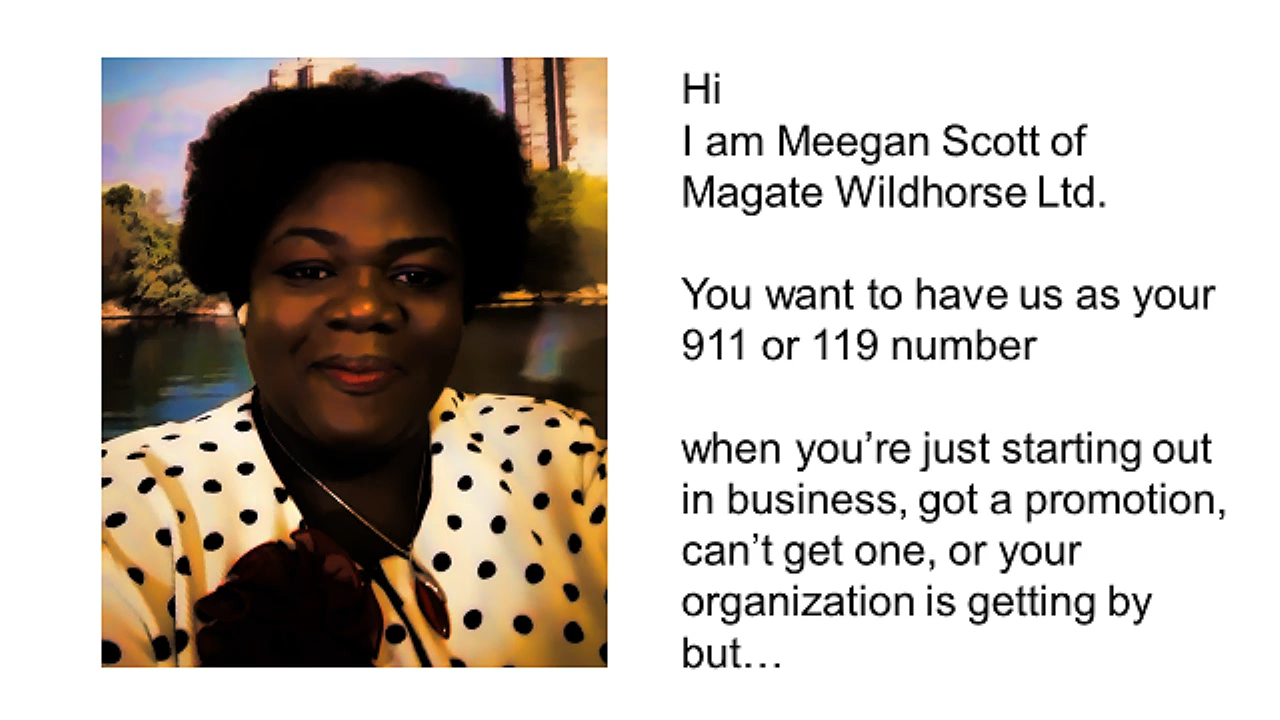 Hi
I am Meegan Scott of
Magate Wildhorse Ltd.
You want to have us as your
911 or 119 number
when you’re just starting out
in business, got a promotion,
can’t get one, or your
organization is getting by
but…